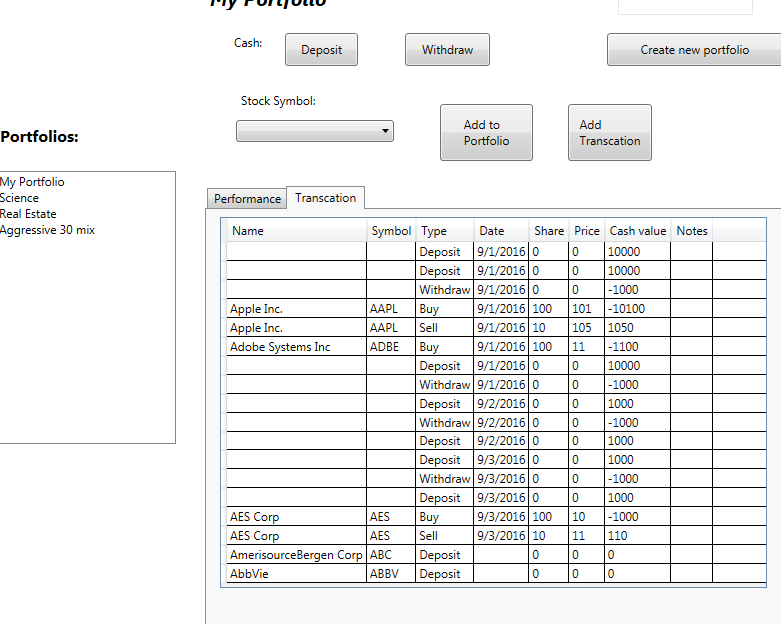 My Portfolio
Cash: Deposit Withdraw Create new portfolio
Stock Symbol:
Add to
Portfolio
Add
Transcation
Portfolios:
My Portfolio
Science
Real Estate
Aggressive 30 mix
Performance Transcation
Name Symbol Type Date Share Price Cash value Notes
Deposit 9/1/2016 0 0 10000
Deposit 9/1/2016 0 0 10000
Withdraw 9/1/2016 0 0 -1000
Apple Inc. AAPL Buy 9/1/2016 100 101 -10100
Apple Inc. AAPL Sell 9/1/2016 10 105 1050
Adobe Systems Inc ADBE Buy 9/1/2016 100 11 -1100
Deposit 9/1/2016 0 0 10000
Withdraw 9/1/2016 0 0 -1000
Deposit 9/2/2016 0 0 1000
Withdraw 9/2/2016 0 0 -1000
Deposit 9/2/2016 0 0 1000
Deposit 9/3/2016 0 0 1000
Withdraw 9/3/2016 0 0 -1000
Deposit 9/3/2016 0 0 1000
AES Corp AES Buy 9/3/2016 100 10 -1000
AES Corp AES Sell 9/3/2016 10 11 110
AmerisourceBergen Corp ABC Deposit 0 0 0
AbbVie ABBV Deposit 0 0 0